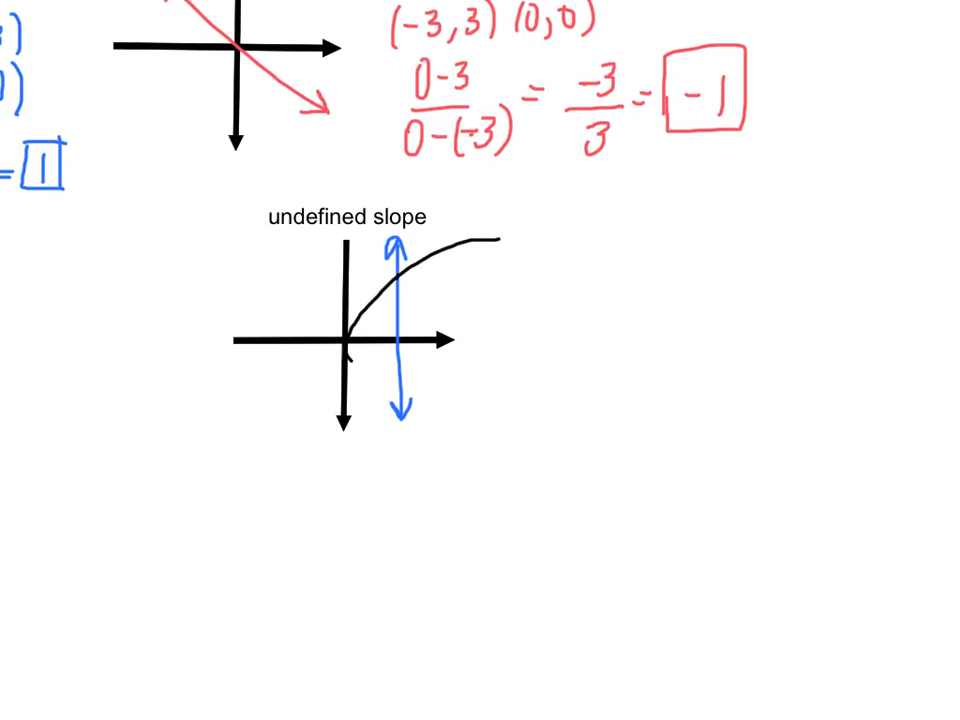 (-3,3) (0,0)
0-3 / 0-(-3) = -3 / 3 = -1
= 1
undefined slope